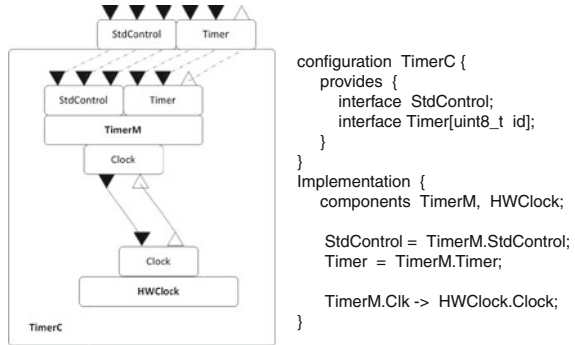 StdControl
Timer
StdControl
Timer
TimerM
Clock
Clock
HWClock
TimerC
configuration TimerC {
provides {
interface StdControl;
interface Timer[uint8_t id];
}
}
Implementation {
components TimerM, HWClock;
StdControl = TimerM.StdControl;
Timer = TimerM.Timer;
TimerM.Clk -> HWClock.Clock;
}